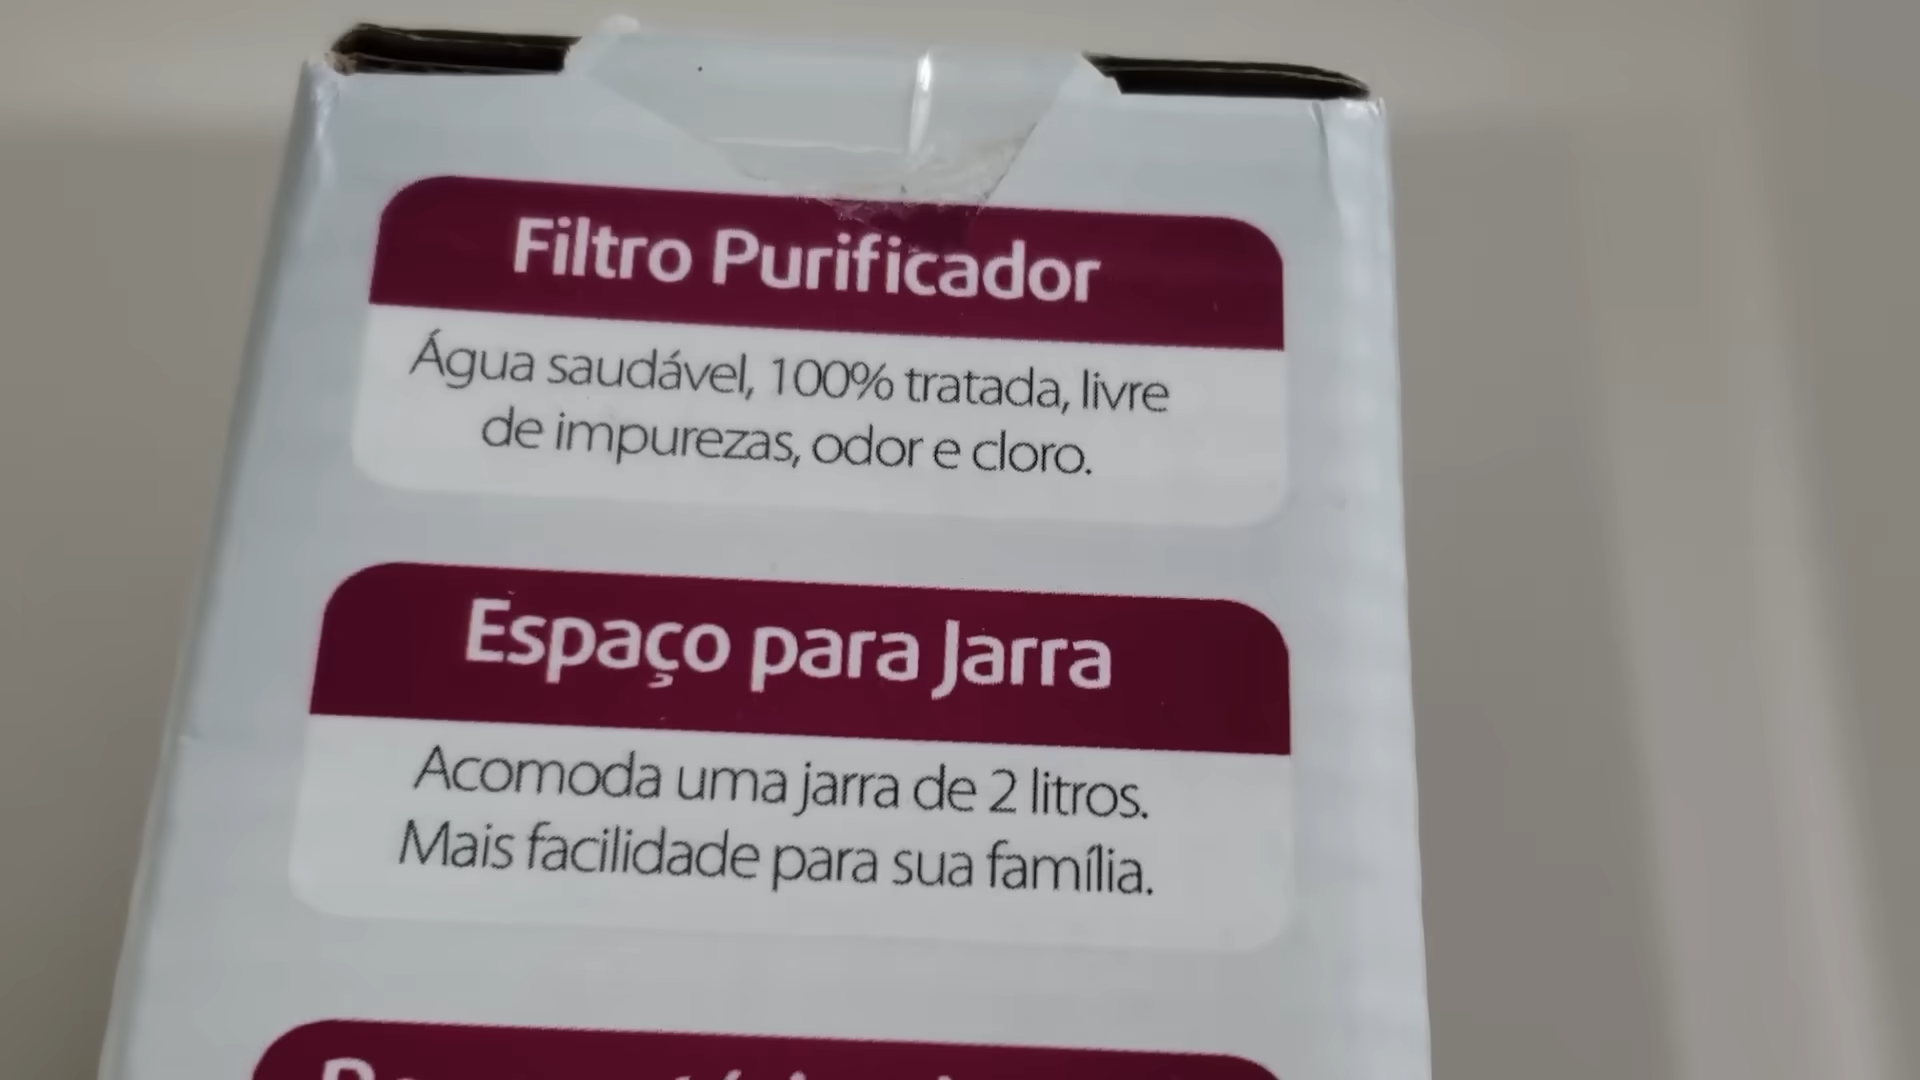 Filtro Purificador
Água saudável, 100% tratada, livre
de impurezas, odor e cloro.
Espaço para Jarra
Acomoda uma jarra de 2 litros.
Mais facilidade para sua família.